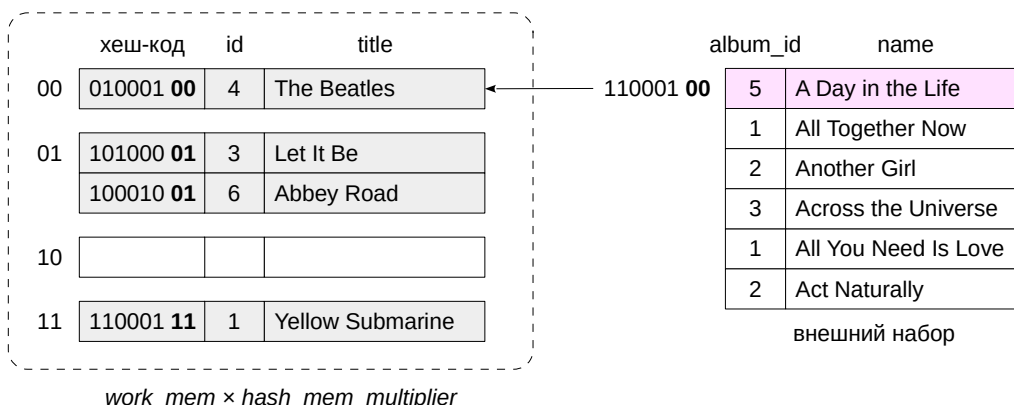 хеш-код id title album_id name
00 010001 00 4 The Beatles 110001 00 5 A Day in the Life
1 All Together Now
01 101000 01 3 Let It Be 2 Another Girl
100010 01 6 Abbey Road 3 Across the Universe
10 1 All You Need Is Love
2 Act Naturally
11 110001 11 1 Yellow Submarine внешний набор
work_mem × hash_mem_multiplier